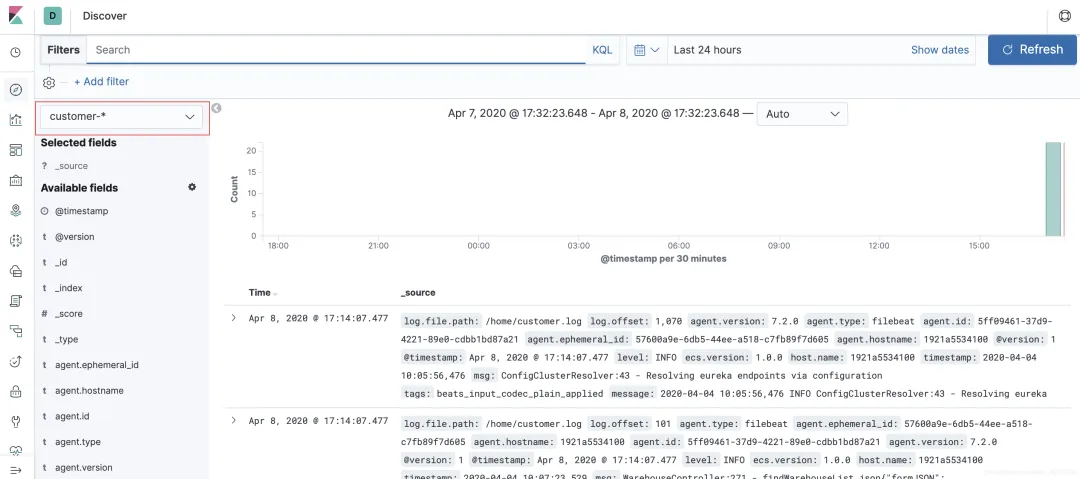 D
Discover
Filters
Search
KQL
Last 24 hours
Show dates
Refresh
+ Add filter
customer-*
Apr 7, 2020 @ 17:32:23.648 - Apr 8, 2020 @ 17:32:23.648 —
Auto
Selected fields
? _source
Available fields
@timestamp
t @version
t _id
t _index
# _score
t _type
t agent.ephemeral_id
t agent.hostname
t agent.id
t agent.type
t agent.version
Count
20
15
10
5
0
18:00
21:00
00:00
03:00
06:00
09:00
12:00
15:00
@timestamp per 30 minutes
Time
_source
Apr 8, 2020 @ 17:14:07.477
log.file.path: /home/customer.log log.offset: 1,070 agent.version: 7.2.0 agent.type: filebeat agent.id: 5ff09461-37d9-
4221-89e0-cdbb1bd87a21 agent.ephemeral_id: 57600a9e-6db5-44ee-a518-c7fb89f7d605 agent.hostname: 1921a5534100 @version: 1
@timestamp: Apr 8, 2020 @ 17:14:07.477 level: INFO ecs.version: 1.0.0 host.name: 1921a5534100 timestamp: 2020-04-04
10:05:56,476 msg: ConfigClusterResolver:43 - Resolving eureka endpoints via configuration
tags: beats_input_codec_plain_applied message: 2020-04-04 10:05:56,476 INFO ConfigClusterResolver:43 - Resolving eureka
Apr 8, 2020 @ 17:14:07.477
log.file.path: /home/customer.log log.offset: 101 agent.type: filebeat agent.ephemeral_id: 57600a9e-6db5-44ee-a518-
c7fb89f7d605 agent.hostname: 1921a5534100 agent.id: 5ff09461-37d9-4221-89e0-cdbb1bd87a21 agent.version: 7.2.0
@version: 1 @timestamp: Apr 8, 2020 @ 17:14:07.477 level: INFO ecs.version: 1.0.0 host.name: 1921a5534100
timestamp: 2020-04-04 10:07:23,529 msg: WarehouseController:271 - findWarehouseList,json{"formJSON":